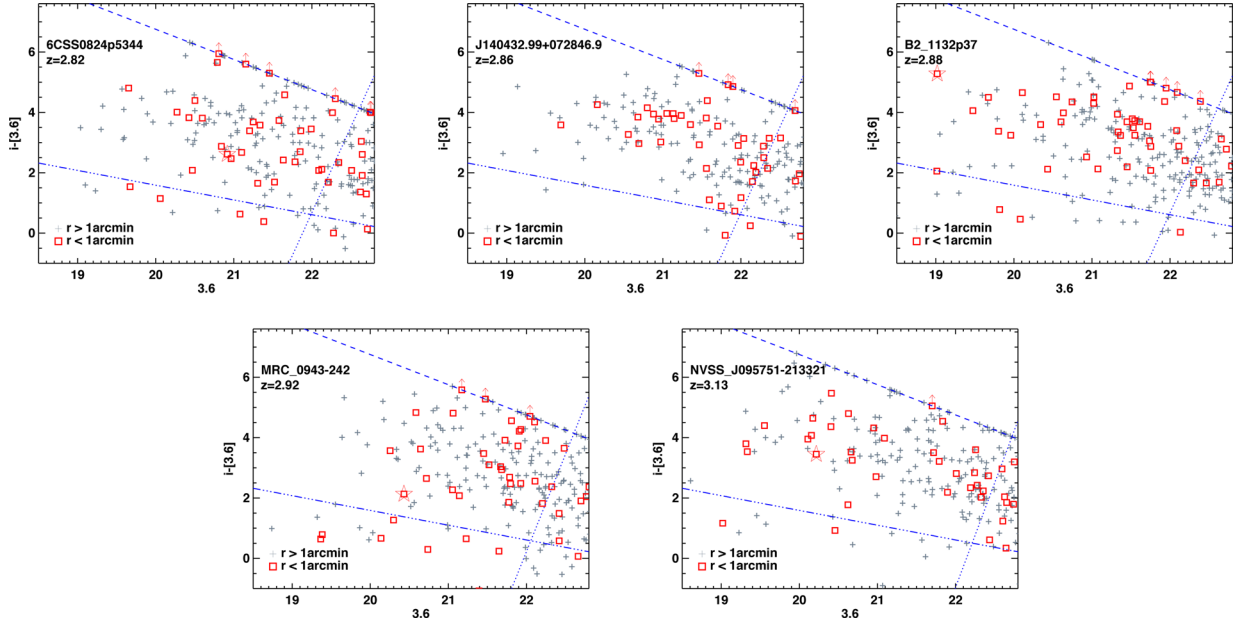 6CSS0824p5344
z=2.82
i-[3.6]
6
4
2
0
r > 1arcmin
r < 1arcmin
19 20 21 22
3.6
J140432.99+072846.9
z=2.86
i-[3.6]
6
4
2
0
r > 1arcmin
r < 1arcmin
19 20 21 22
3.6
B2_1132p37
z=2.88
i-[3.6]
6
4
2
0
r > 1arcmin
r < 1arcmin
19 20 21 22
3.6
MRC_0943-242
z=2.92
i-[3.6]
6
4
2
0
r > 1arcmin
r < 1arcmin
19 20 21 22
3.6
NVSS_J095751-213321
z=3.13
i-[3.6]
6
4
2
0
r > 1arcmin
r < 1arcmin
19 20 21 22
3.6